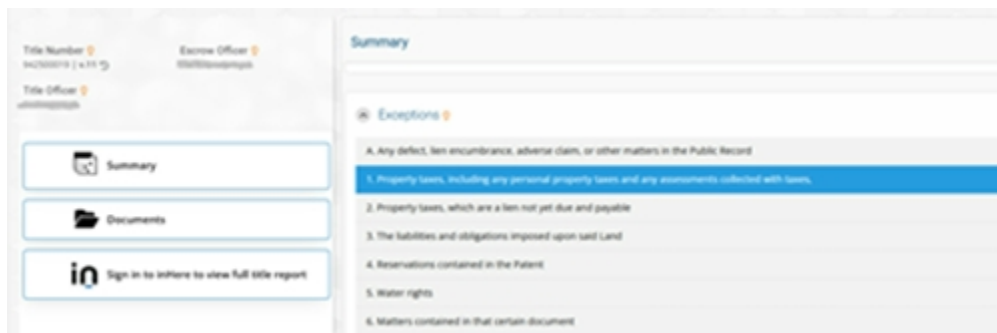 Title Number
Escrow Officer
Title Officer
Summary
Documents
Sign in to inHere to view full title report
Summary
Exceptions
A. Any defect, lien encumbrance, adverse claim, or other matters in the Public Record
1. Property taxes, including any personal property taxes and any assessments collected with taxes.
2. Property taxes, which are a lien not yet due and payable
3. The liabilities and obligations imposed upon said Land
4. Reservations contained in the Patent
5. Water rights
6. Matters contained in that certain document